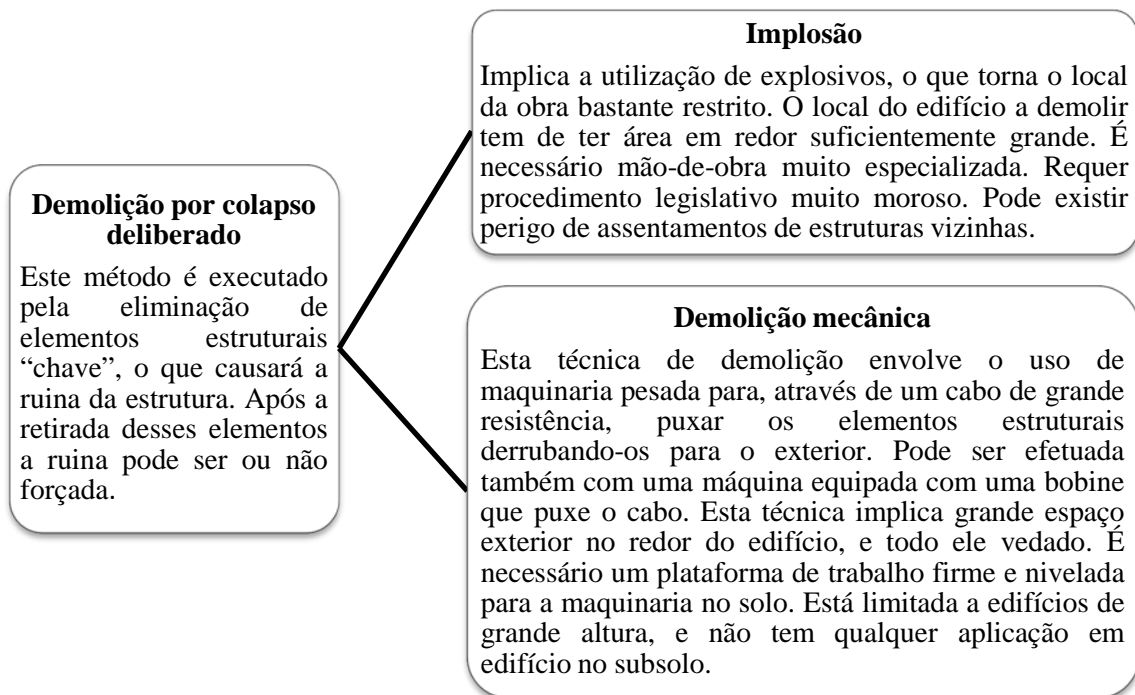 Demolição por colapso
deliberado
Este método é executado
pela eliminação de
elementos estruturais
“chave”, o que causará a
ruina da estrutura. Após a
retirada desses elementos
a ruina pode ser ou não
forçada.
Implosão
Implica a utilização de explosivos, o que torna o local
da obra bastante restrito. O local do edifício a demolir
tem de ter área em redor suficientemente grande. É
necessário mão-de-obra muito especializada. Requer
procedimento legislativo muito moroso. Pode existir
perigo de assentamentos de estruturas vizinhas.
Demolição mecânica
Esta técnica de demolição envolve o uso de
maquinaria pesada para, através de um cabo de grande
resistência, puxar os elementos estruturais
derrubando-os para o exterior. Pode ser efetuada
também com uma máquina equipada com uma bobine
que puxe o cabo. Esta técnica implica grande espaço
exterior no redor do edifício, e todo ele vedado. É
necessário um plataforma de trabalho firme e nivelada
para a maquinaria no solo. Está limitada a edifícios de
grande altura, e não tem qualquer aplicação em
edifício no subsolo.